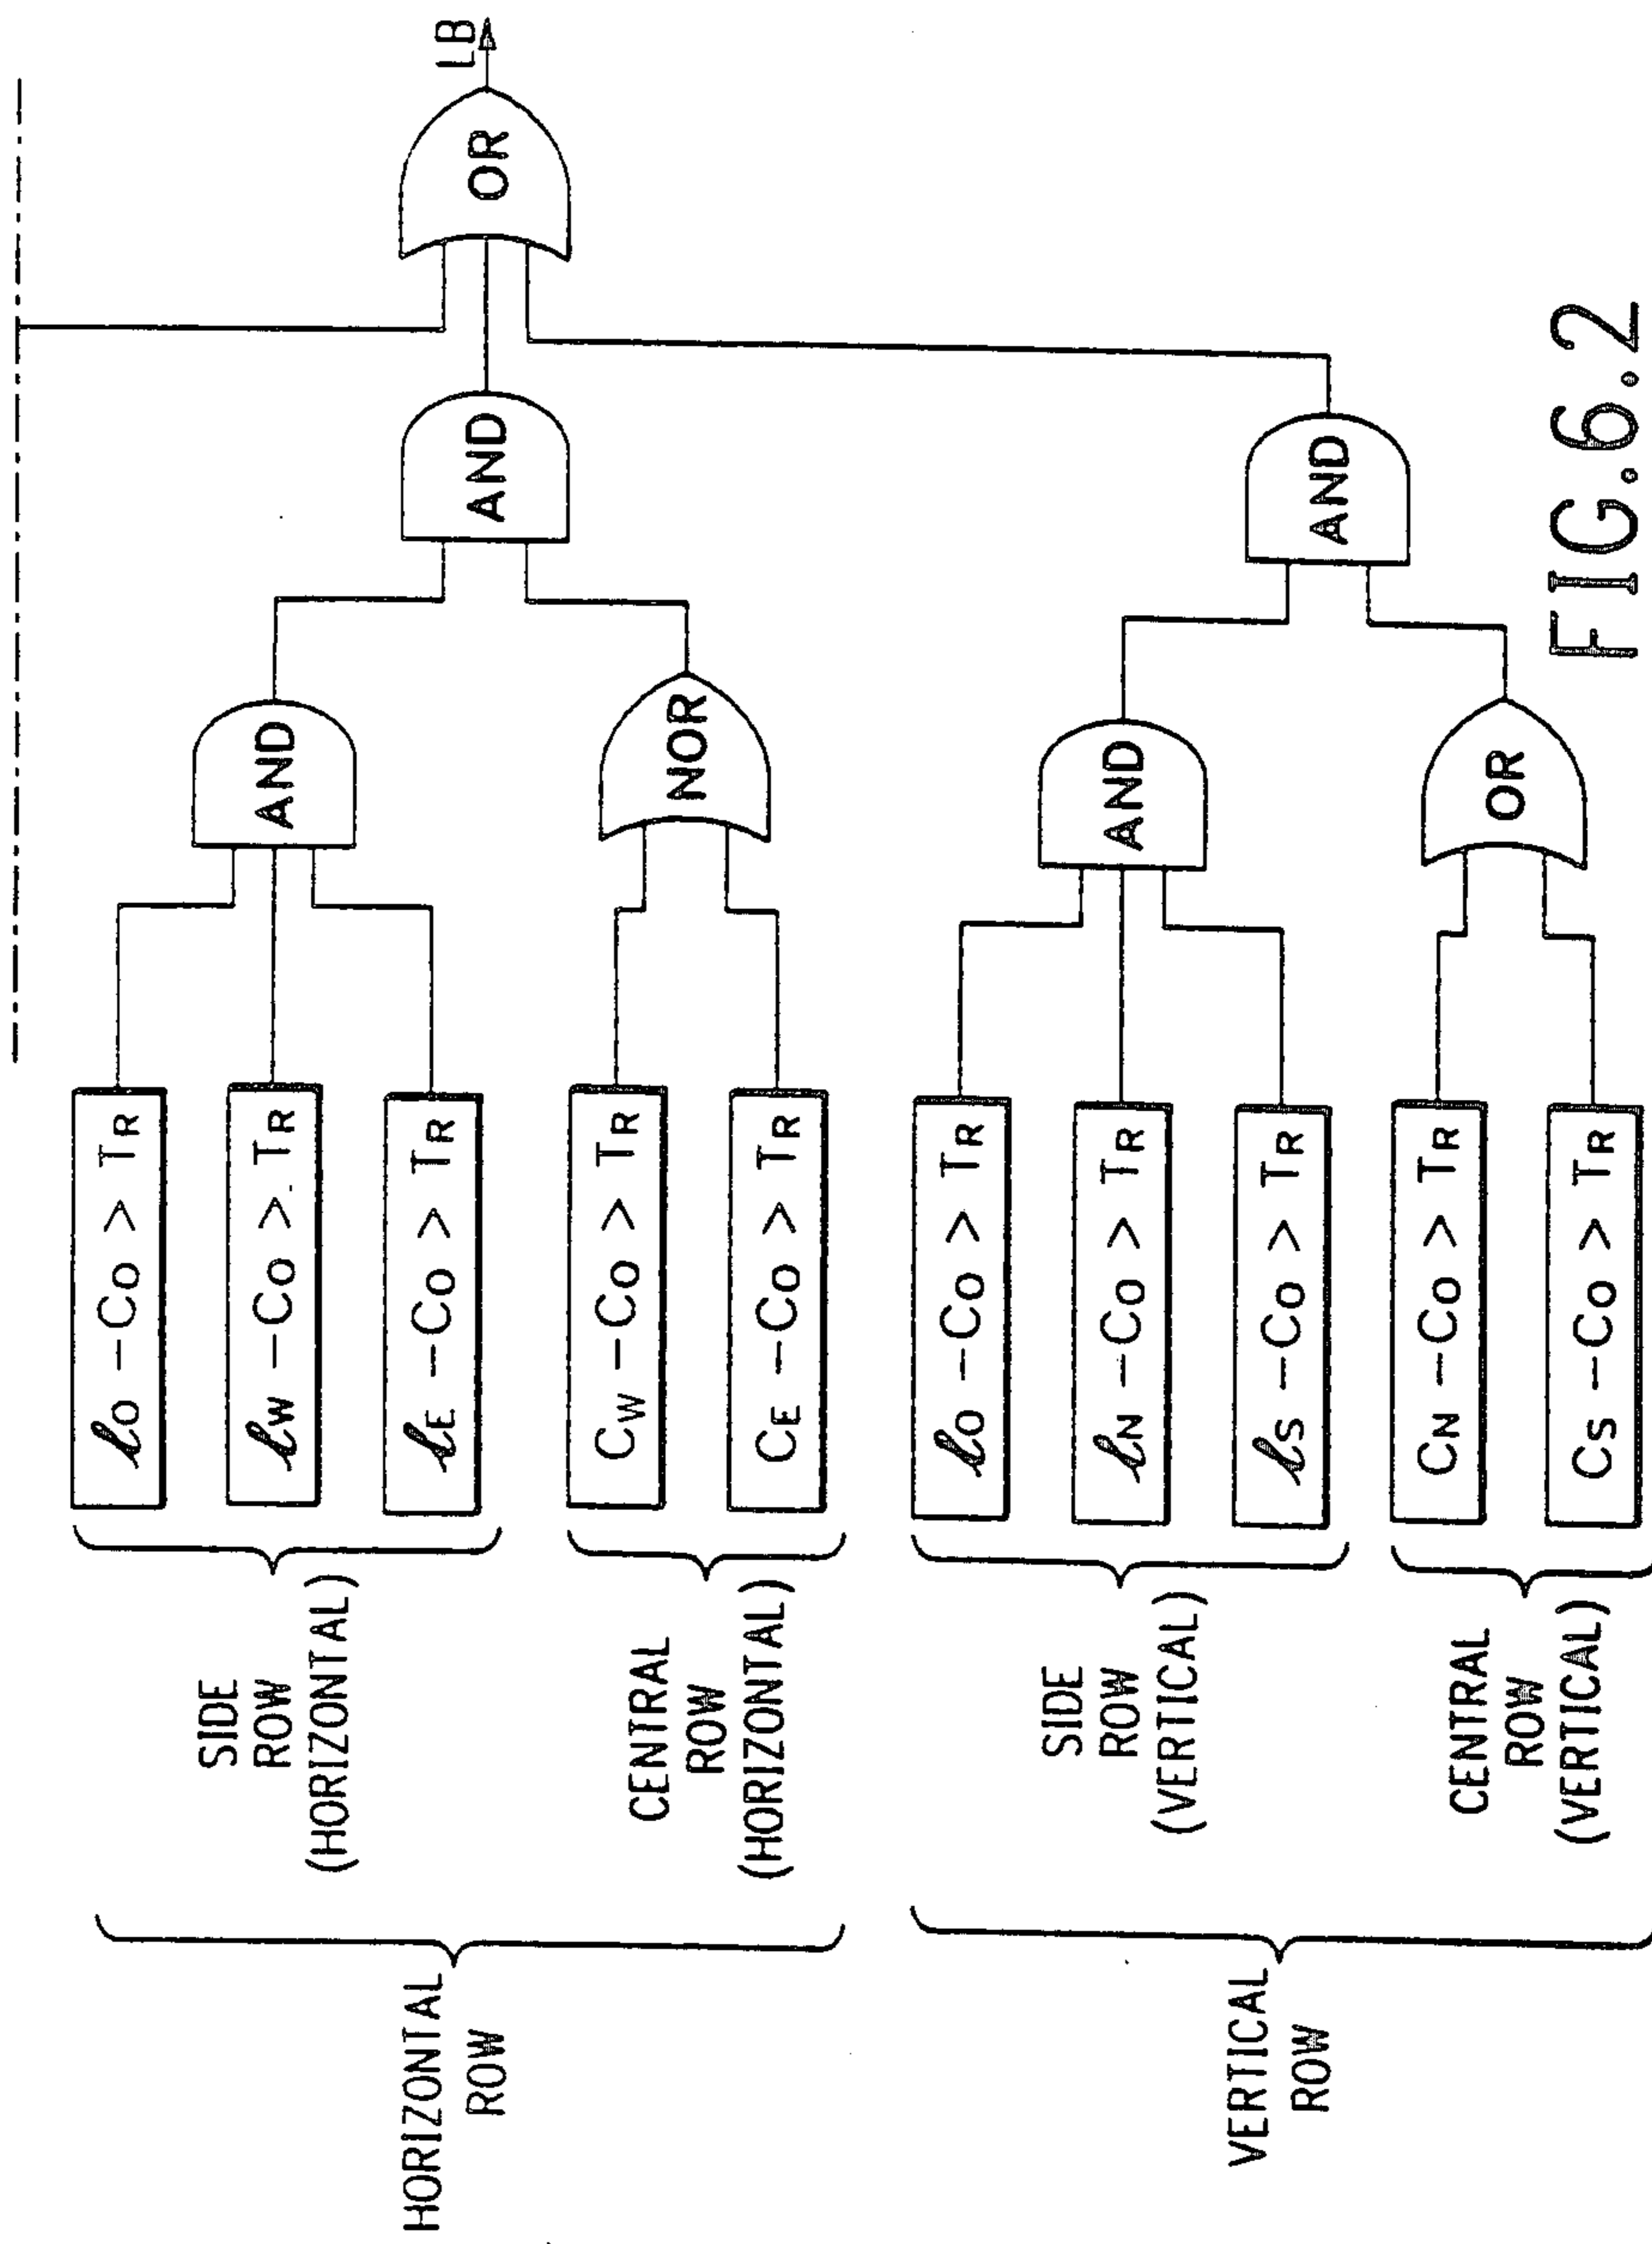 HORIZONTAL
ROW
SIDE
ROW
(HORIZONTAL)
ℓO – CO > TR
ℓW – CO > TR
ℓE – CO > TR
AND
CENTRAL
ROW
(HORIZONTAL)
CW – CO > TR
CE – CO > TR
NOR
AND
OR
LB
VERTICAL
ROW
SIDE
ROW
(VERTICAL)
ℓO – CO > TR
ℓN – CO > TR
ℓS – CO > TR
AND
CENTRAL
ROW
(VERTICAL)
CN – CO > TR
CS – CO > TR
OR
AND
FIG.6.2